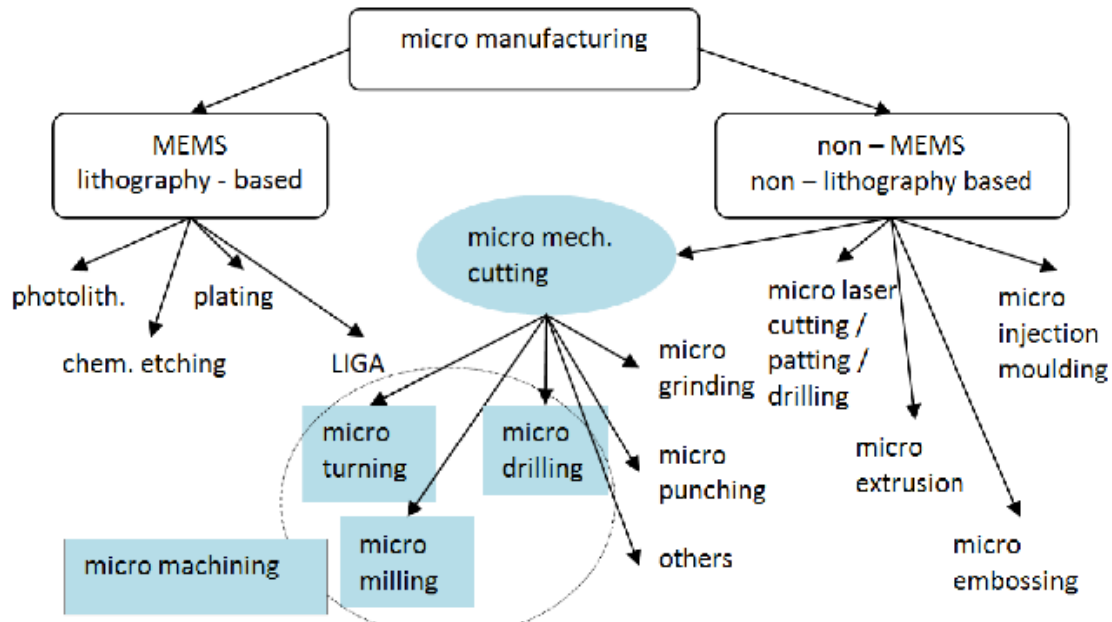 micro manufacturing
MEMS
lithography - based
non – MEMS
non – lithography based
micro mech.
cutting
photolith.
plating
chem. etching
LIGA
micro laser
cutting /
patting /
drilling
micro
injection
moulding
micro
grinding
micro
turning
micro
drilling
micro
punching
micro
extrusion
micro machining
micro
milling
others
micro
embossing